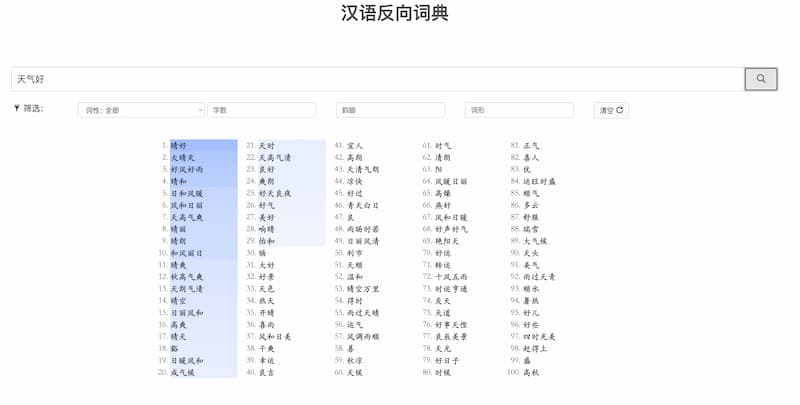 汉语反向词典
天气好
筛选： 词性：全部 字数 韵脚 词形 清空
1. 晴好
2. 大晴天
3. 好风好雨
4. 晴和
5. 日和风暖
6. 风和日丽
7. 天高气爽
8. 晴丽
9. 晴朗
10. 和风丽日
11. 晴爽
12. 秋高气爽
13. 天朗气清
14. 晴空
15. 日丽风和
16. 高爽
17. 晴天
18. 豁
19. 日暖风和
20. 成气候
21. 天时
22. 天高气清
23. 良好
24. 爽朗
25. 好天良夜
26. 好气
27. 美好
28. 响晴
29. 怡和
30. 旸
31. 大好
32. 好景
33. 天色
34. 热天
35. 开晴
36. 喜雨
37. 风和日美
38. 干爽
39. 幸运
40. 良言
41. 宜人
42. 高朗
43. 天清气朗
44. 凉快
45. 好过
46. 青天白日
47. 良
48. 雨旸时若
49. 日丽风清
50. 利市
51. 天顺
52. 温和
53. 晴空万里
54. 得时
55. 雨过天晴
56. 运气
57. 风调雨顺
58. 善
59. 秋凉
60. 天候
61. 时气
62. 清朗
63. 阳
64. 风暖日丽
65. 高燥
66. 燕好
67. 风和日暖
68. 好声好气
69. 艳阳天
70. 好运
71. 转运
72. 十风五雨
73. 时运亨通
74. 炎天
75. 天道
76. 好事天悭
77. 良辰美景
78. 天光
79. 好日子
80. 时候
81. 正气
82. 喜人
83. 优
84. 运旺时盛
85. 顺气
86. 多云
87. 舒服
88. 瑞雪
89. 大气候
90. 天头
91. 美气
92. 雨过天青
93. 顺水
94. 暑热
95. 好儿
96. 好些
97. 四时充美
98. 赶得上
99. 盛
100. 高秋